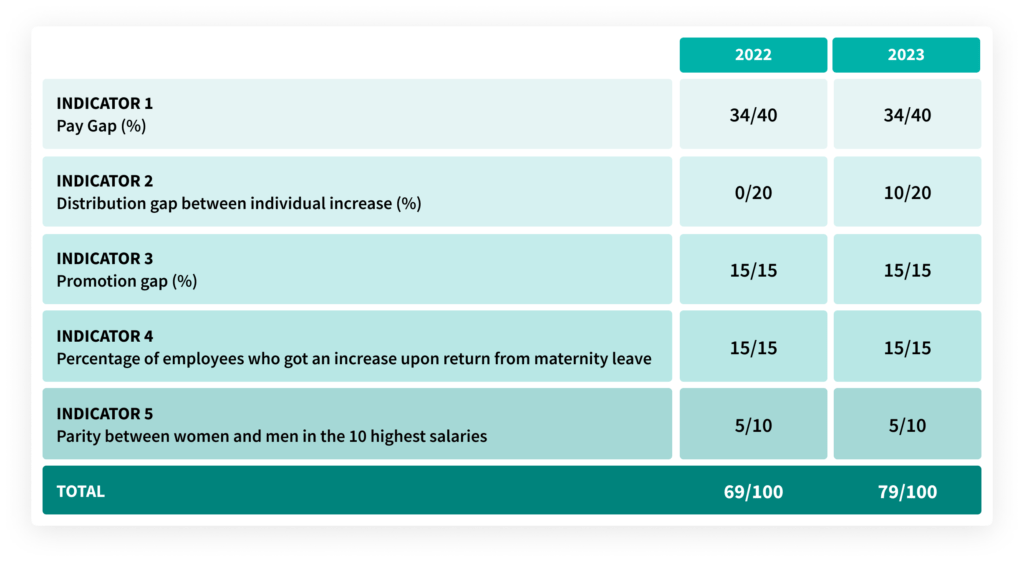 2022 2023
INDICATOR 1
Pay Gap (%)
34/40 34/40
INDICATOR 2
Distribution gap between individual increase (%)
0/20 10/20
INDICATOR 3
Promotion gap (%)
15/15 15/15
INDICATOR 4
Percentage of employees who got an increase upon return from maternity leave
15/15 15/15
INDICATOR 5
Parity between women and men in the 10 highest salaries
5/10 5/10
TOTAL 69/100 79/100